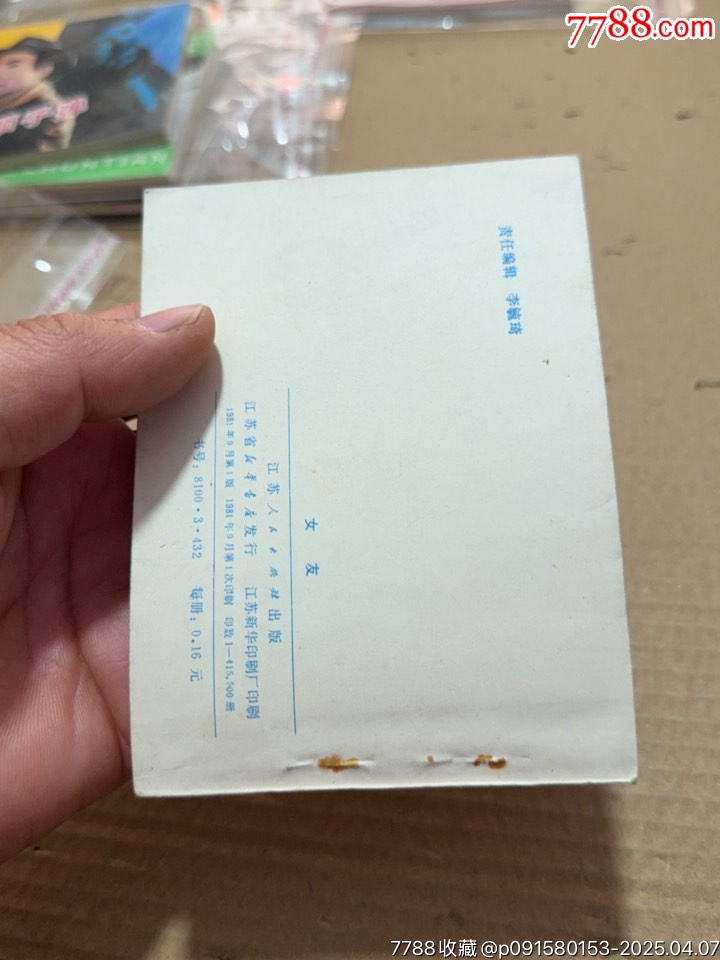 7788.com
责任编辑 李毓琦
女友
江苏人民出版社出版
江苏省新华书店发行 江苏新华印刷厂印刷
1981年9月第1版 1981年9月第1次印刷 印数1—415,500册
书号：8100·3·432 每册：0.16元
7788收藏@p091580153-2025.04.07